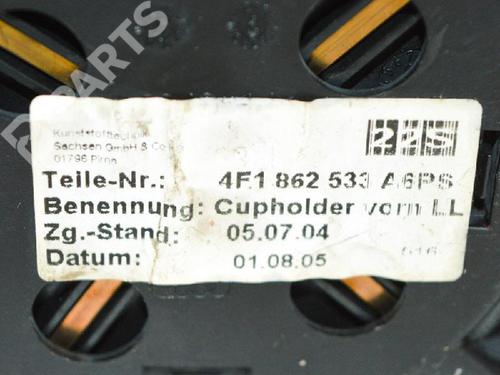 B-PARTS
Kunststofftechnik
Sachsen GmbH & Co
01796 Pirna
22S
Teile-Nr.: 4F1 862 533 A6PS
Benennung: Cupholder vorn LL
Zg.-Stand: 05.07.04
Datum: 01.08.05